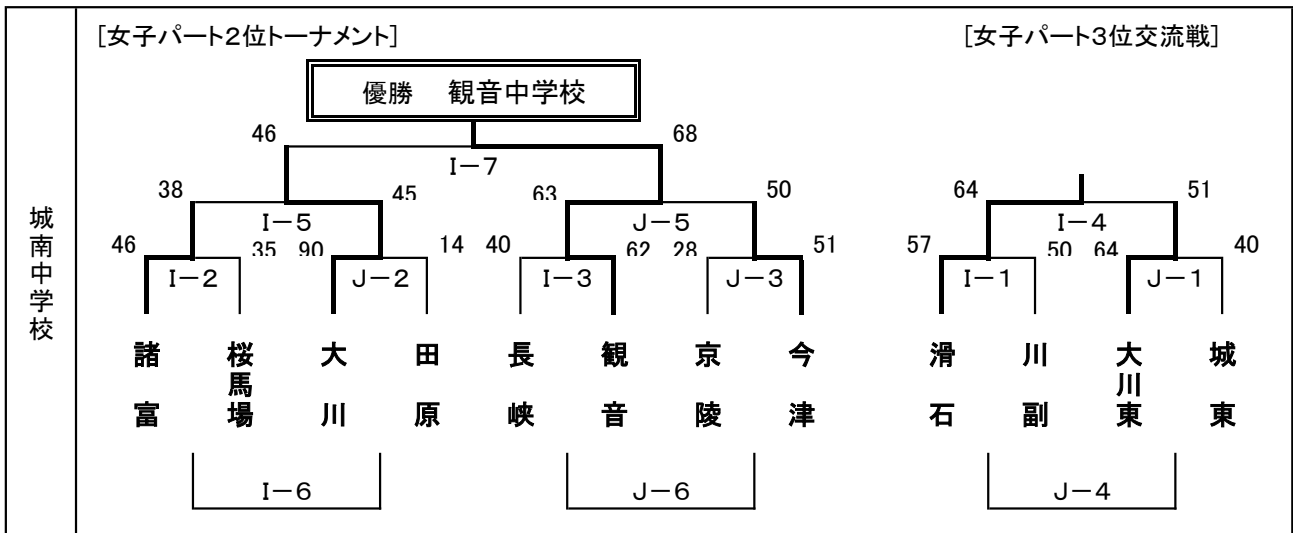 [女子パート2位トーナメント]
[女子パート3位交流戦]
優勝 観音中学校
46
68
I-7
38
45
63
50
64
51
I-5
J-5
I-4
46
35
90
14
40
62
28
51
57
50
64
40
I-2
J-2
I-3
J-3
I-1
J-1
城南中学校
諸富
桜馬場
大川
田原
長峡
観音
京陵
今津
滑石
川副
大川東
城東
I-6
J-6
J-4